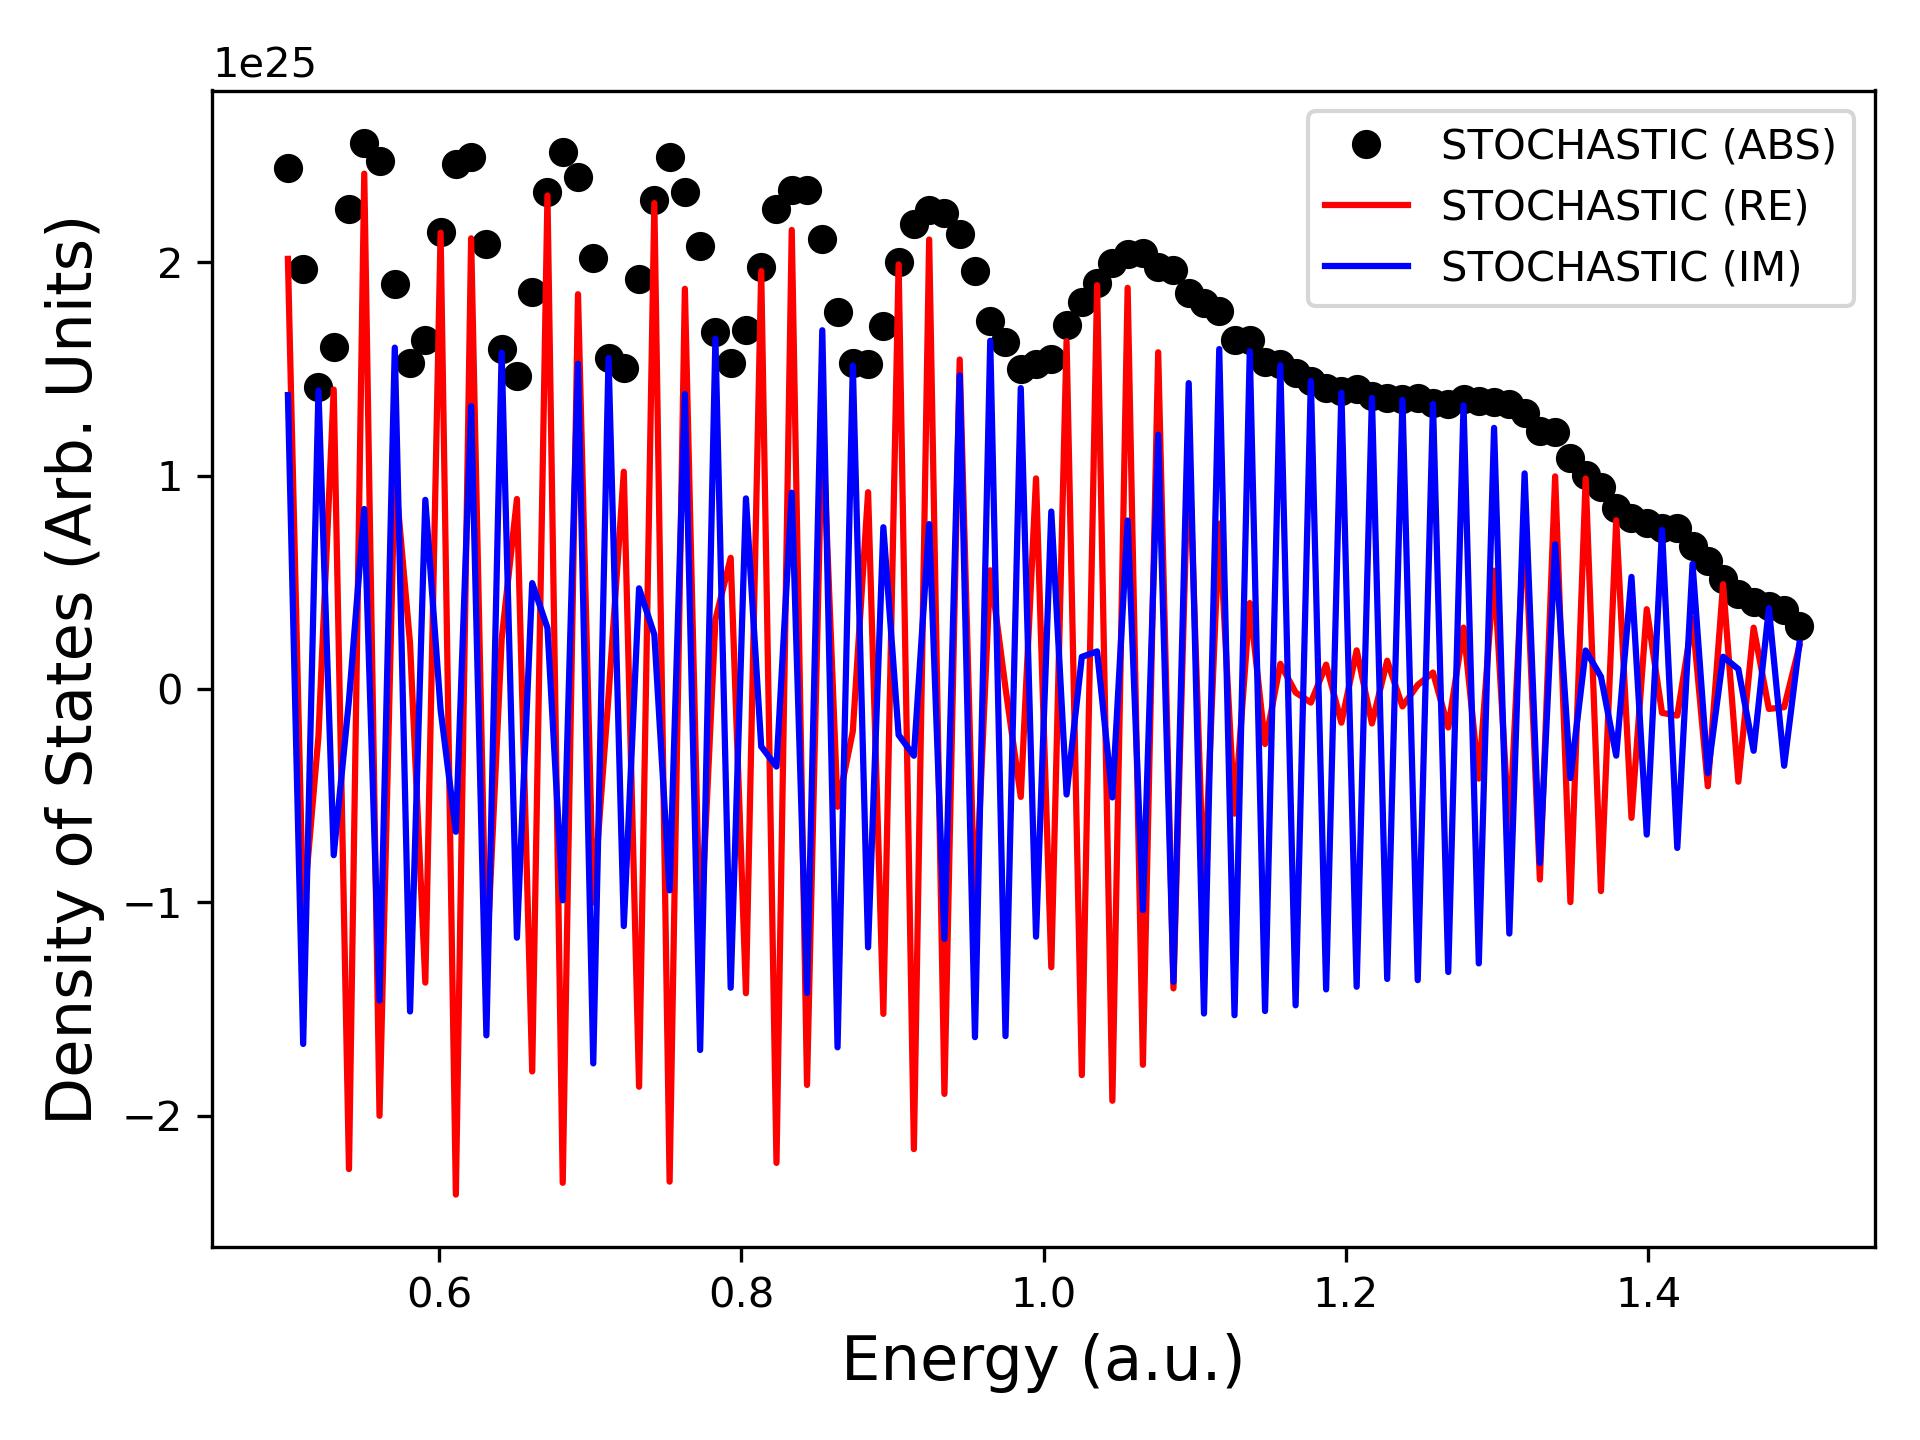 1e25
STOCHASTIC (ABS)
STOCHASTIC (RE)
STOCHASTIC (IM)
Density of States (Arb. Units)
2
1
0
−1
−2
0.6 0.8 1.0 1.2 1.4
Energy (a.u.)